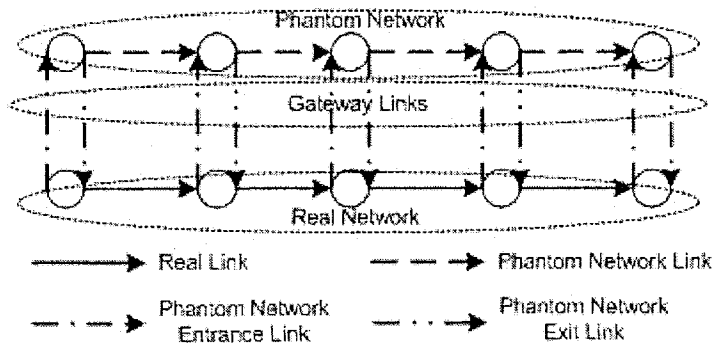 Phantom Network
Gateway Links
Real Network
Real Link
Phantom Network Link
Phantom Network
Entrance Link
Phantom Network
Exit Link